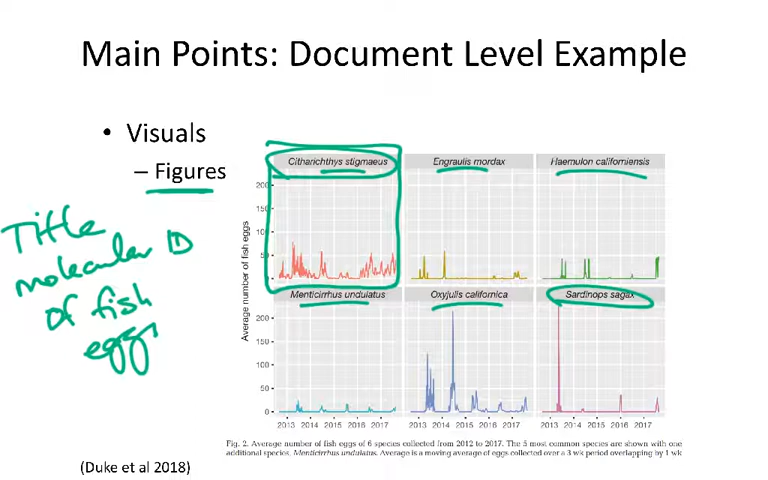 Main Points: Document Level Example
• Visuals
– Figures
Title
molecular ID
of fish
eggs
Average number of fish eggs
Citharichthys stigmaeus
Engraulis mordax
Haemulon californiensis
200
150
100
50
0
Menticirrhus undulatus
Oxyjulis californica
Sardinops sagax
200
150
100
50
0
2013 2014 2015 2016 2017
2013 2014 2015 2016 2017
2013 2014 2015 2016 2017
Fig. 2. Average number of fish eggs of 6 species collected from 2012 to 2017. The 5 most common species are shown with one
additional species, Menticirrhus undulatus. Average is a moving average of eggs collected over a 3 wk period overlapping by 1 wk
(Duke et al 2018)